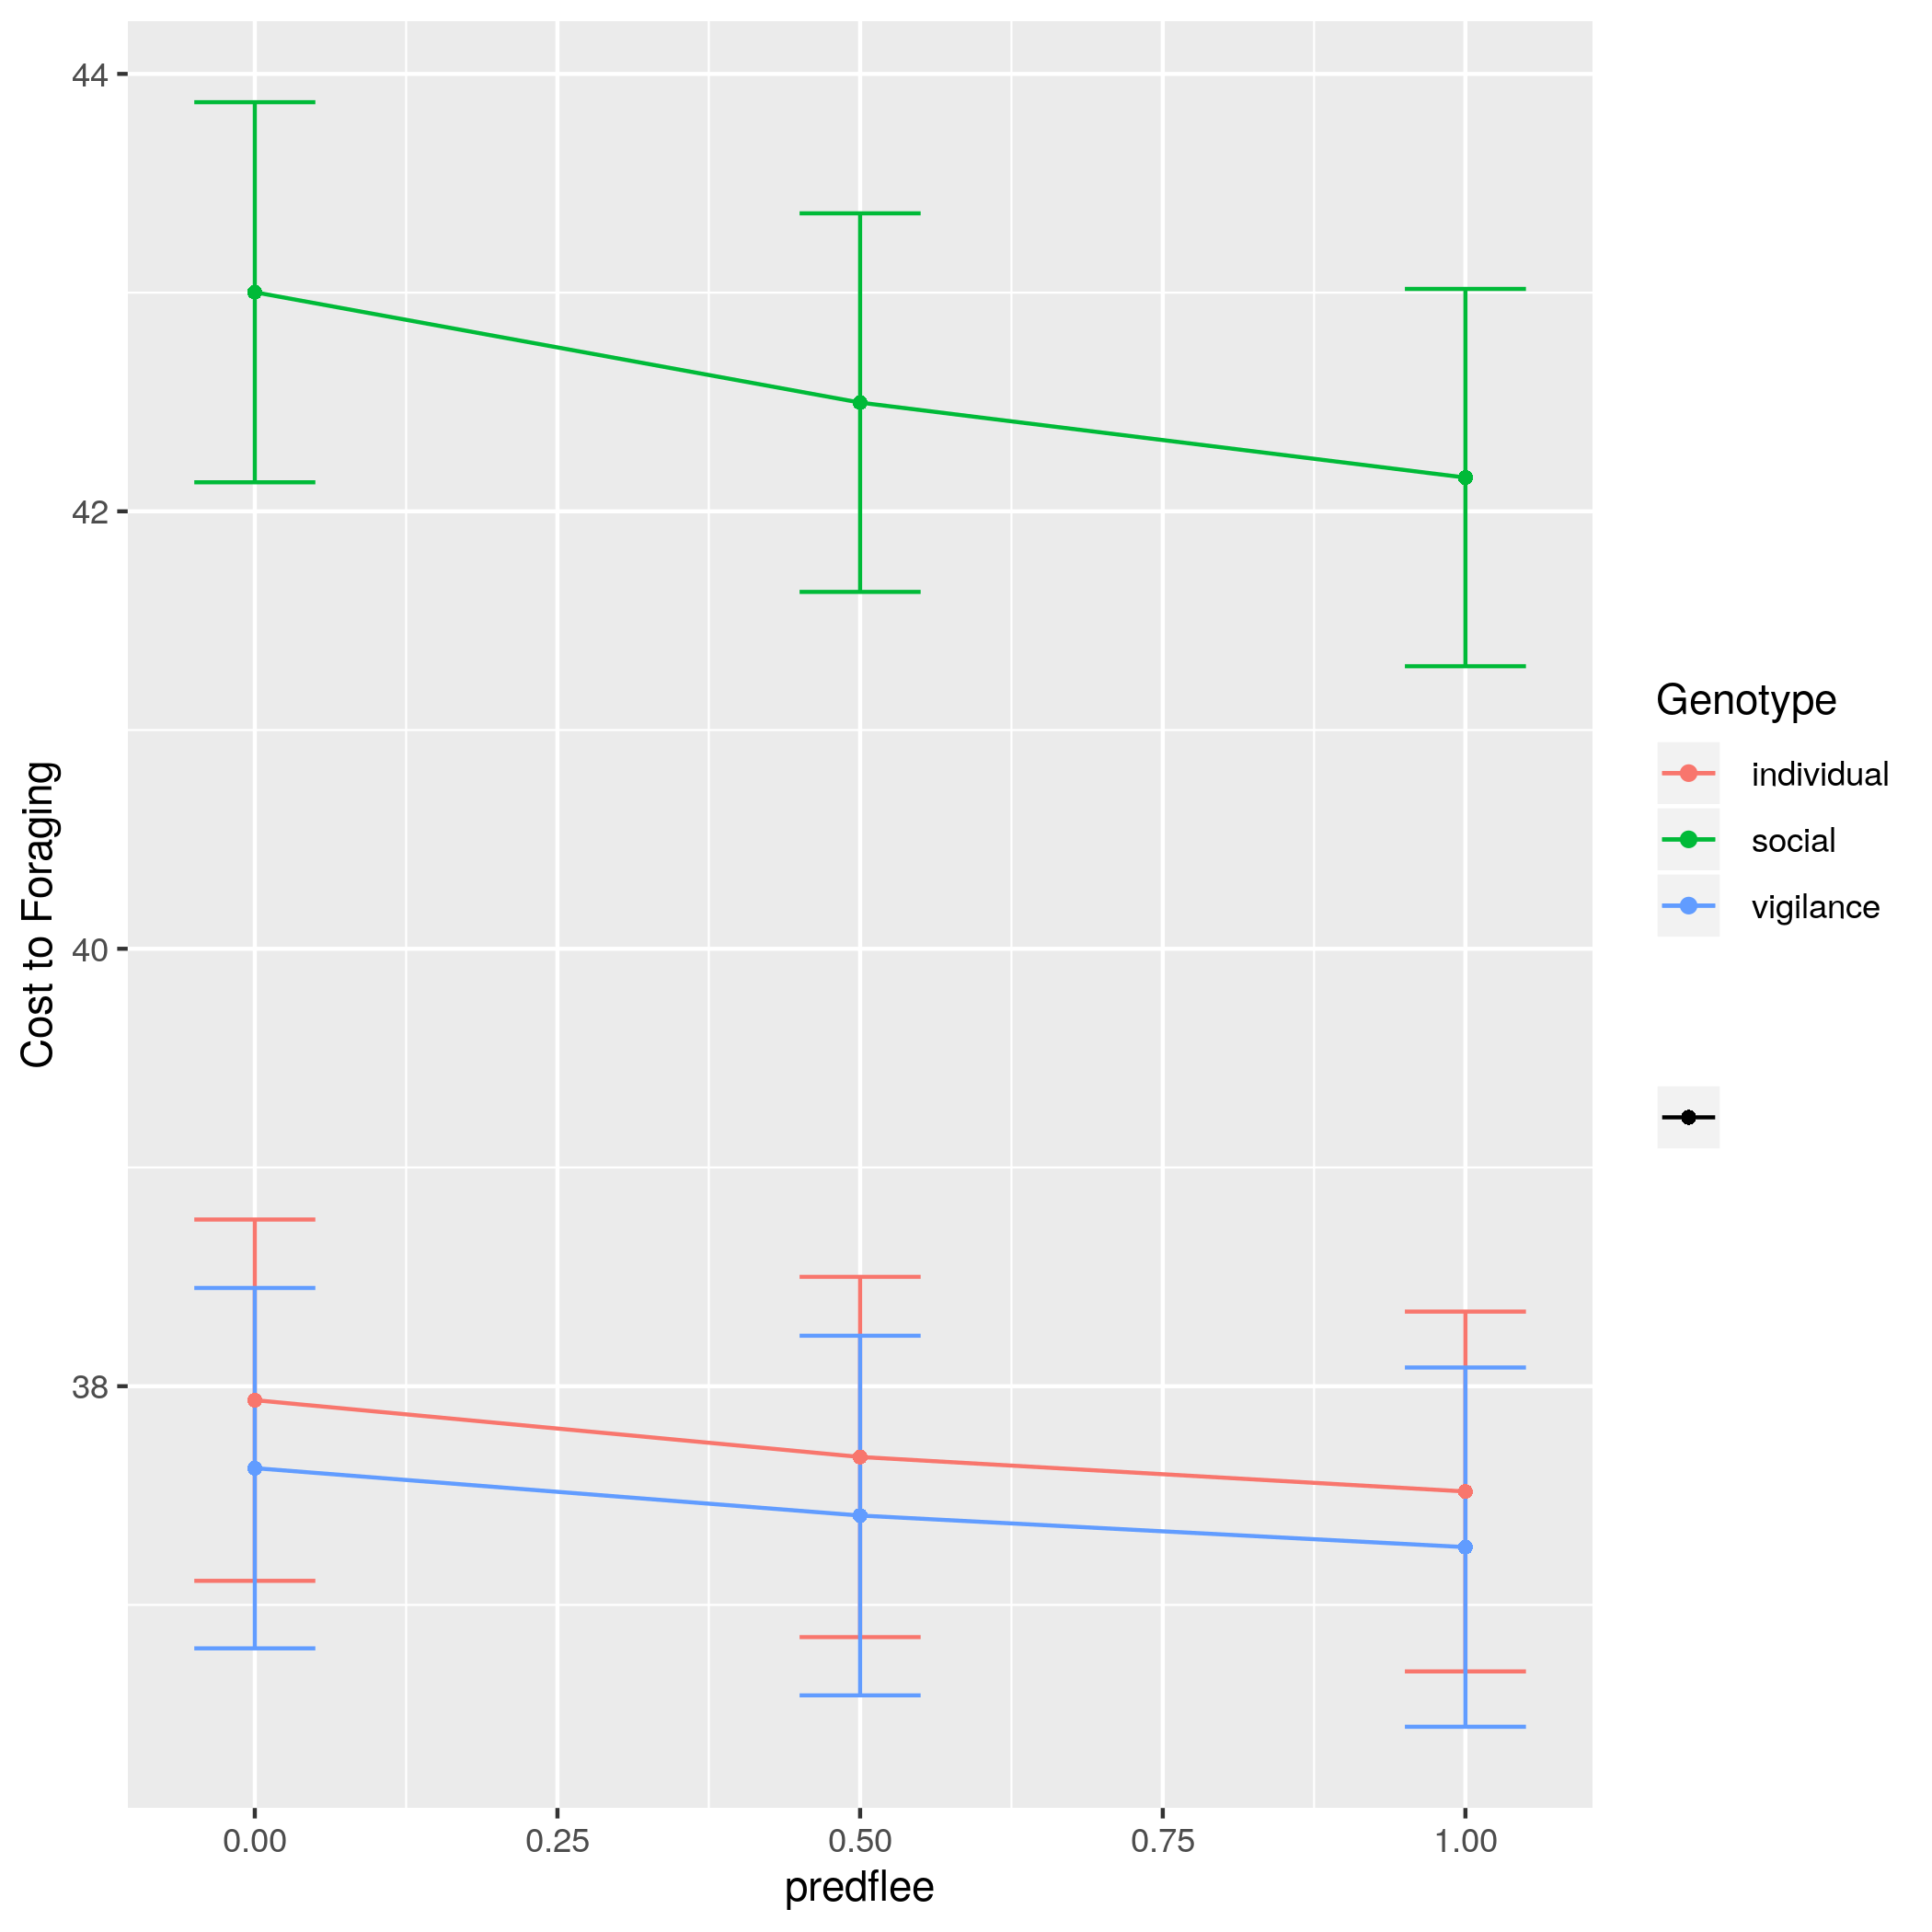 44
42
40
38
Cost to Foraging
0.00 0.25 0.50 0.75 1.00
predflee
Genotype
individual
social
vigilance